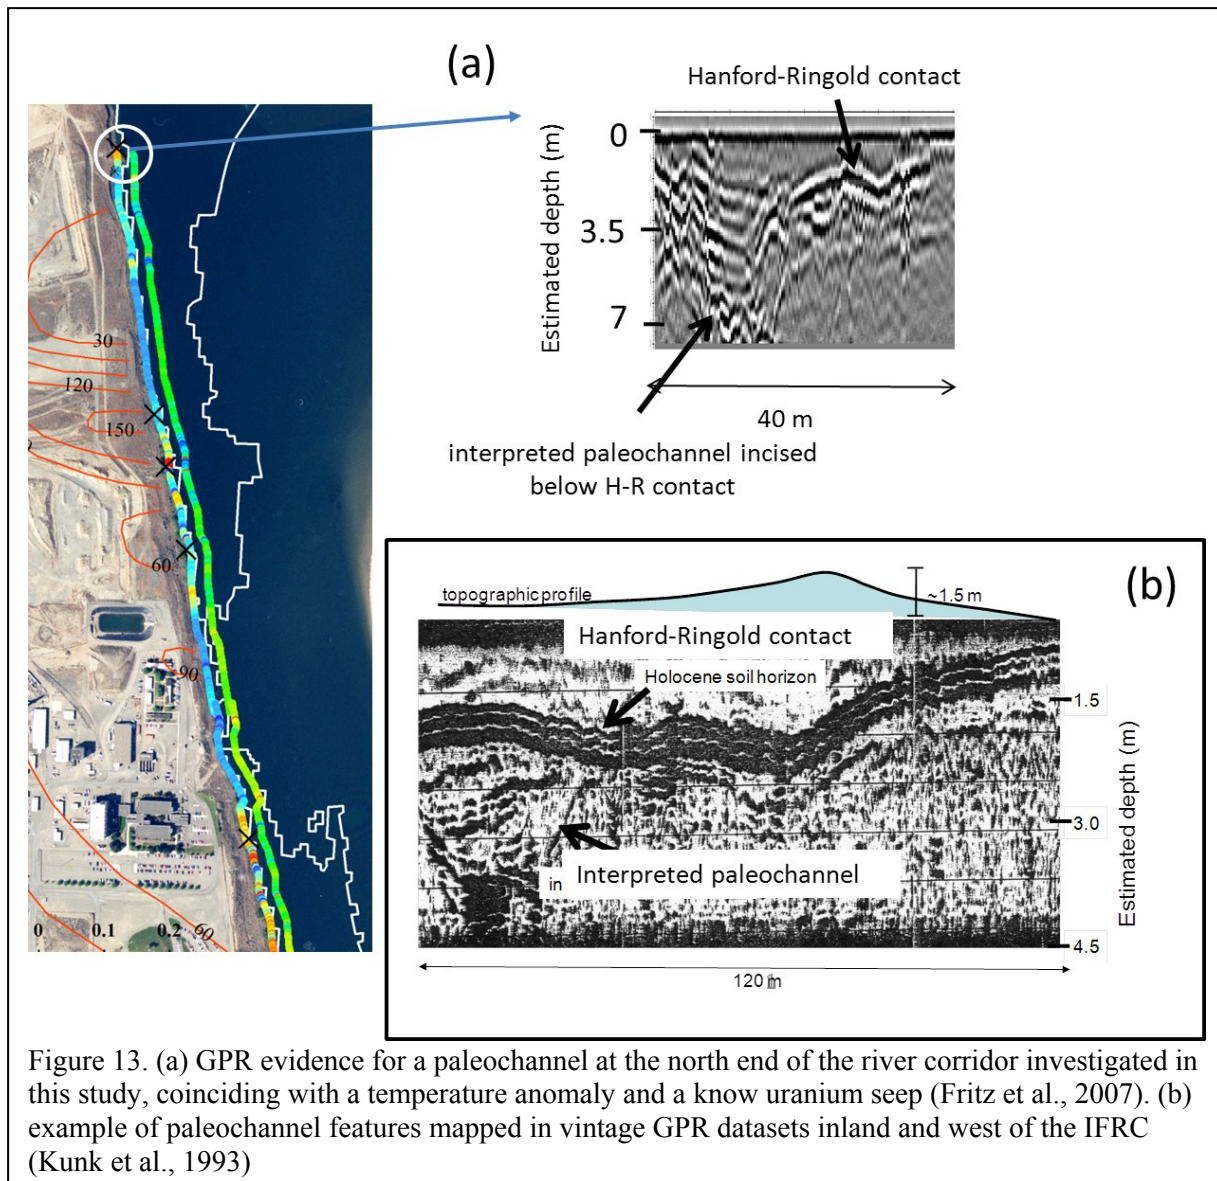 (a)
Hanford-Ringold contact
Estimated depth (m)
0
3.5
7
40 m
interpreted paleochannel incised
below H-R contact
30
120
150
60
90
60
0 0.1 0.2
(b)
topographic profile
~1.5 m
Hanford-Ringold contact
Holocene soil horizon
1.5
3.0
4.5
Estimated depth (m)
in
Interpreted paleochannel
120 m
Figure 13. (a) GPR evidence for a paleochannel at the north end of the river corridor investigated in
this study, coinciding with a temperature anomaly and a know uranium seep (Fritz et al., 2007). (b)
example of paleochannel features mapped in vintage GPR datasets inland and west of the IFRC
(Kunk et al., 1993)